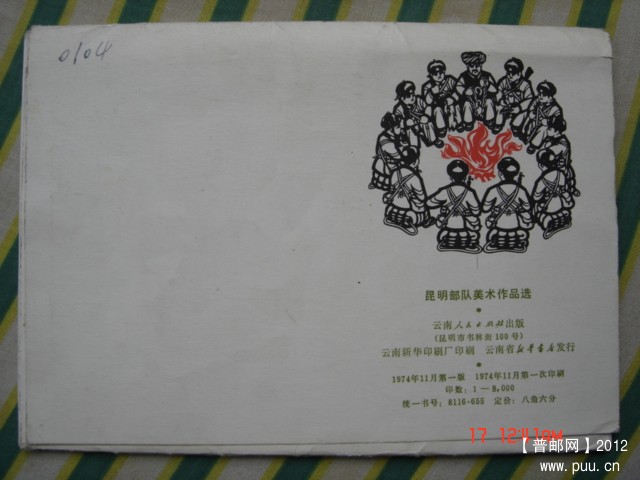 0104
昆明部队美术作品选
云南人民出版社出版
(昆明市书林街100号)
云南新华印刷厂印刷 云南省新华书店发行
1974年11月第一版 1974年11月第一次印刷
印数：1—8,000
统一书号：8116·655 定价：八角六分
【普邮网】2012
www.puu.cn